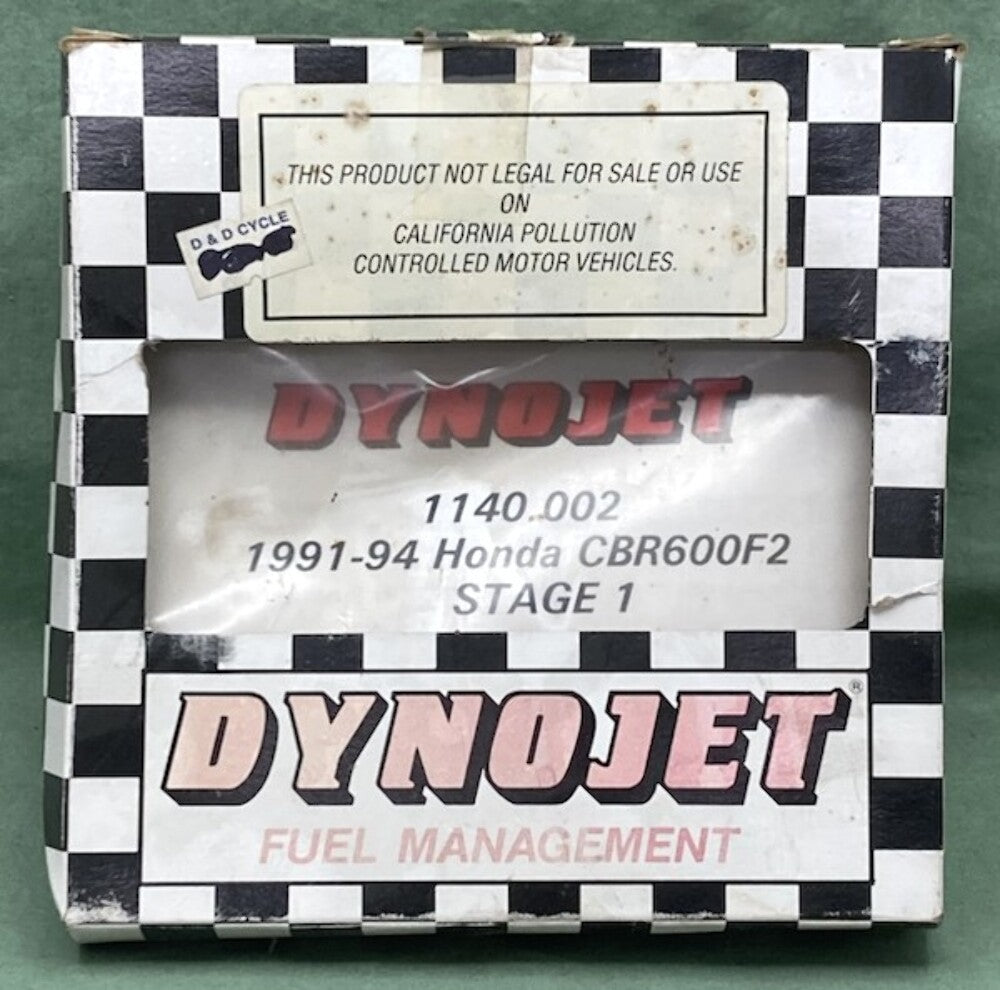 THIS PRODUCT NOT LEGAL FOR SALE OR USE
ON
CALIFORNIA POLLUTION
CONTROLLED MOTOR VEHICLES.
D & D CYCLE
DYNOJET
1140.002
1991-94 Honda CBR600F2
STAGE 1
DYNOJET®
FUEL MANAGEMENT